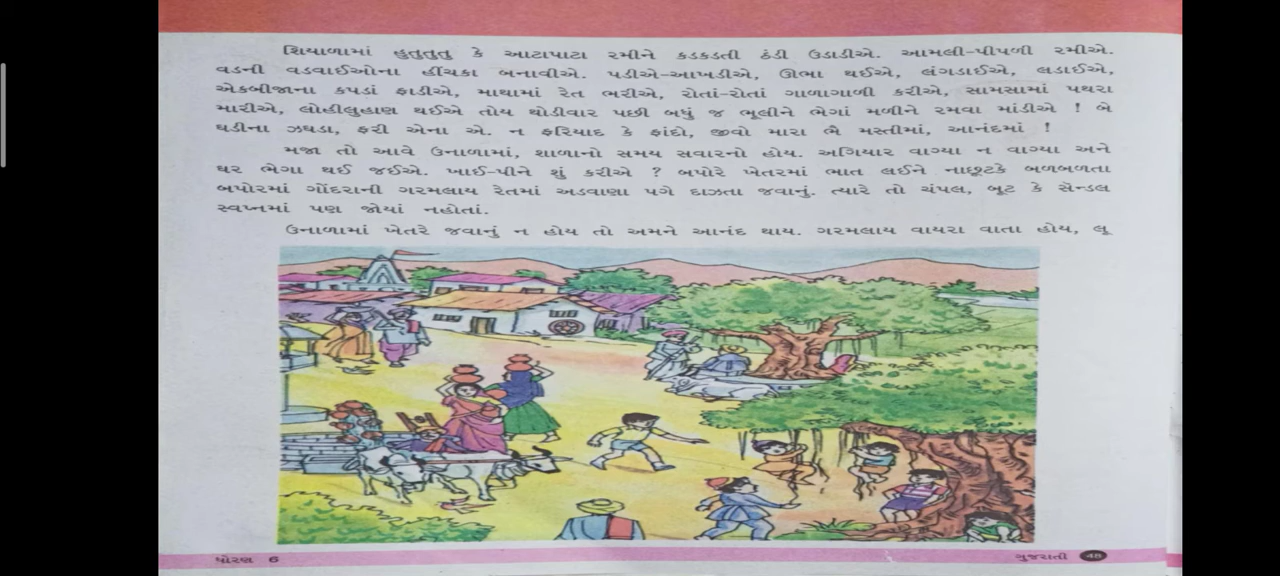 શિયાળામાં હુતુતુતુ કે આટાપાટા રમીને કડકડતી ઠંડી ઉડાડીએ. આમલી-પીપળી રમીએ.
વડની વડવાઈઓના હીંચકા બનાવીએ. પડીએ-આખડીએ, ઊભા થઈએ, લંગડાઈએ, લડાઈએ,
એકબીજાના કપડાં ફાડીએ, માથામાં રેત ભરીએ, રોતાં-રોતાં ગાળાગાળી કરીએ, સામસામાં પથરા
મારીએ, લોહીલુહાણ થઈએ તોય થોડીવાર પછી બધું જ ભૂલીને ભેગાં મળીને રમવા માંડીએ ! બે
ઘડીના ઝઘડા, ફરી એના એ. ન ફરિયાદ કે ફાંદો, જીવો મારા ભૈ મસ્તીમાં, આનંદમાં !
મજા તો આવે ઉનાળામાં, શાળાનો સમય સવારનો હોય. અગિયાર વાગ્યા ન વાગ્યા અને
ઘર ભેગા થઈ જઈએ. ખાઈ-પીને શું કરીએ ? બપોરે ખેતરમાં ભાત લઈને નાછૂટકે બળબળતા
બપોરમાં ગોંદરાની ગરમલાય રેતમાં અડવાણા પગે દાઝતા જવાનું. ત્યારે તો ચંપલ, બૂટ કે સૅન્ડલ
સ્વપ્નમાં પણ જોયાં નહોતાં.
ઉનાળામાં ખેતરે જવાનું ન હોય તો અમને આનંદ થાય. ગરમલાય વાયરા વાતા હોય, લૂ
ધોરણ 6
ગુજરાતી 48